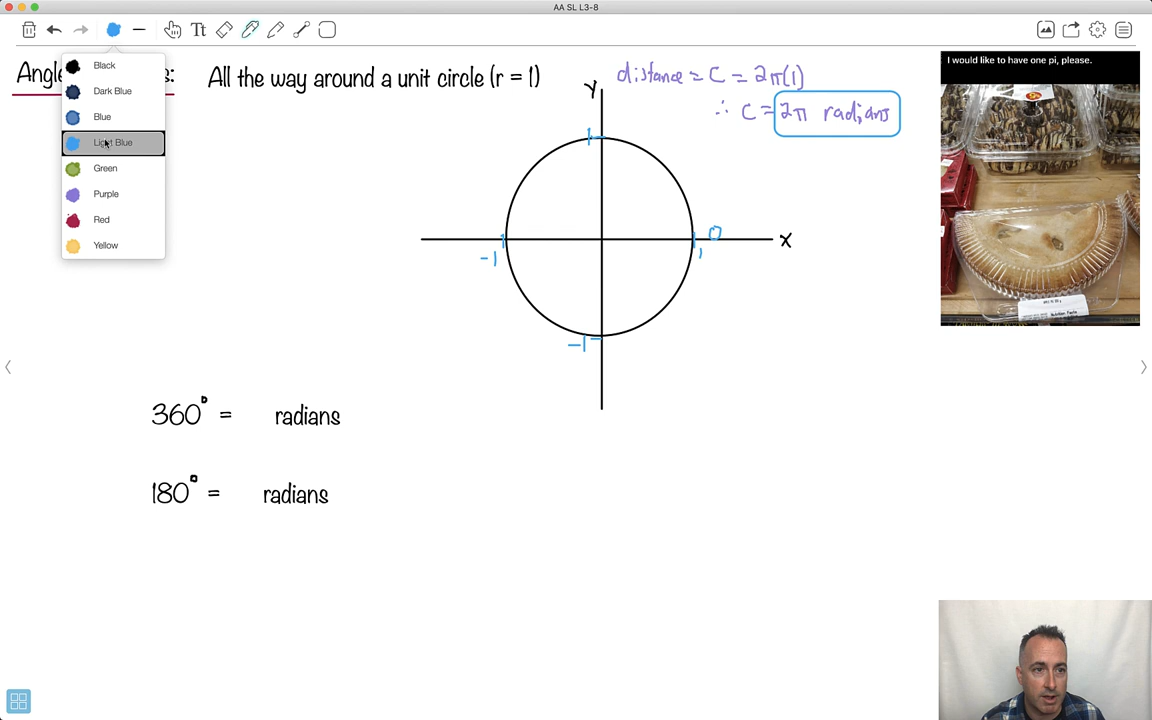 AA SL L3-8
Tt
Black
Dark Blue
Blue
Light Blue
Green
Purple
Red
Yellow
All the way around a unit circle (r = 1)
distance = C = 2π(1)
∴ C = 2π radians
I would like to have one pi, please.
Y
1
-1
0
1
X
-1
360° = radians
180° = radians